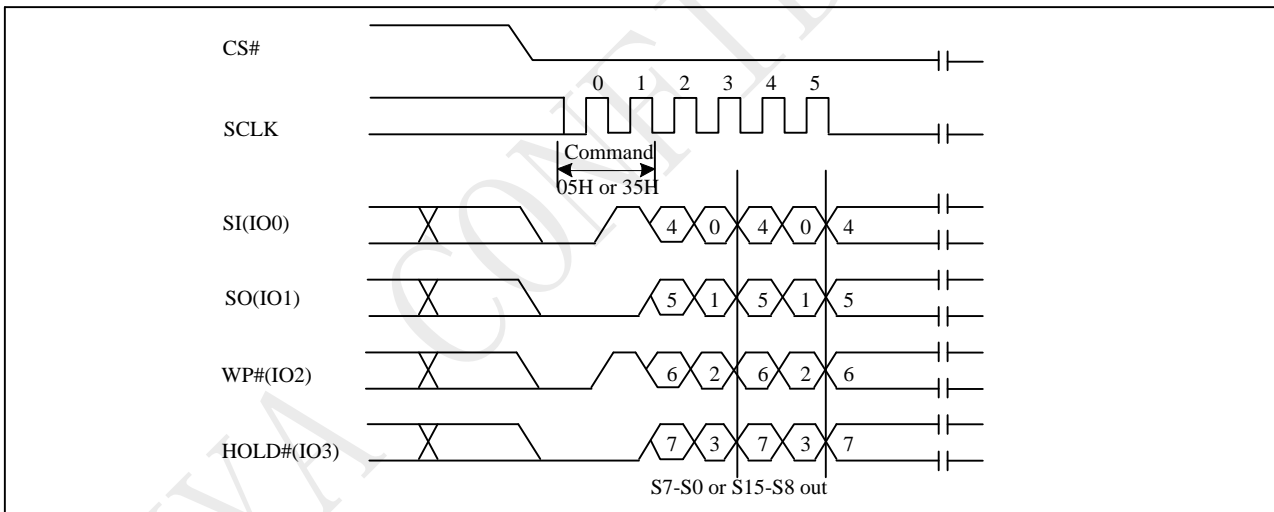 CS#
0 1 2 3 4 5
SCLK
Command
05H or 35H
SI(IO0) 4 0 4 0 4
SO(IO1) 5 1 5 1 5
WP#(IO2) 6 2 6 2 6
HOLD#(IO3) 7 3 7 3 7
S7-S0 or S15-S8 out